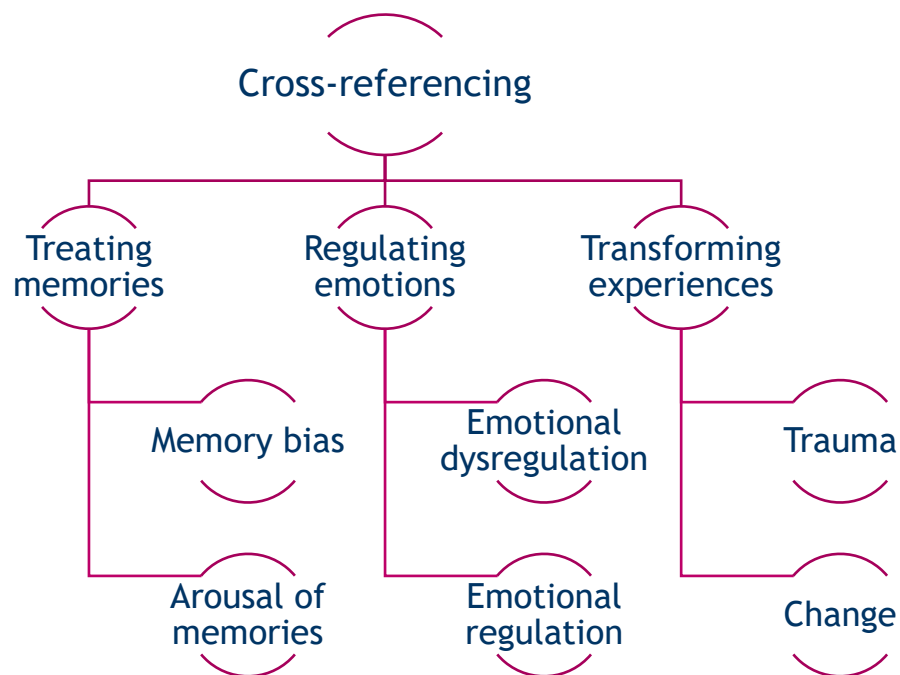 Cross-referencing
Treating
memories
Regulating
emotions
Transforming
experiences
Memory bias
Emotional
dysregulation
Trauma
Arousal of
memories
Emotional
regulation
Change